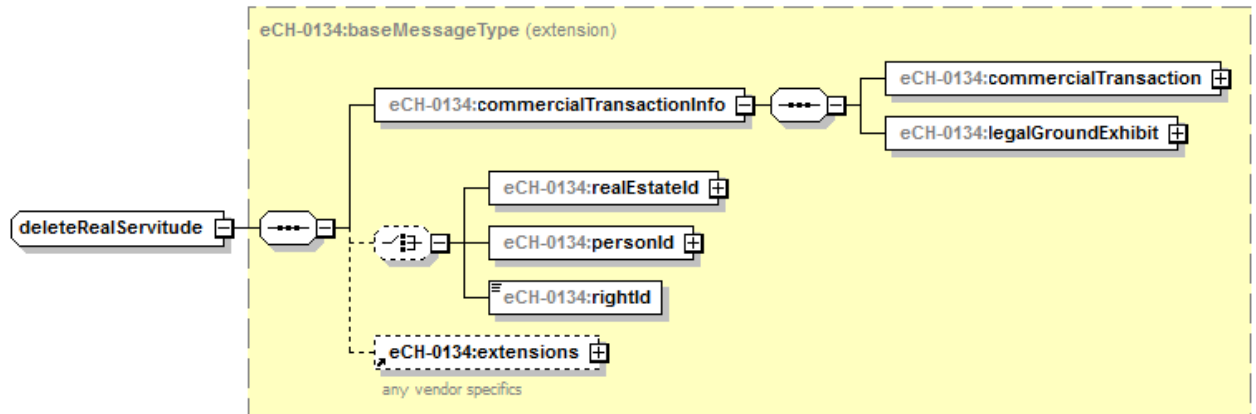 eCH-0134:baseMessageType (extension)
eCH-0134:commercialTransaction
eCH-0134:commercialTransactionInfo
eCH-0134:legalGroundExhibit
eCH-0134:realEstateId
deleteRealServitude
eCH-0134:personId
eCH-0134:rightId
eCH-0134:extensions
any vendor specifics